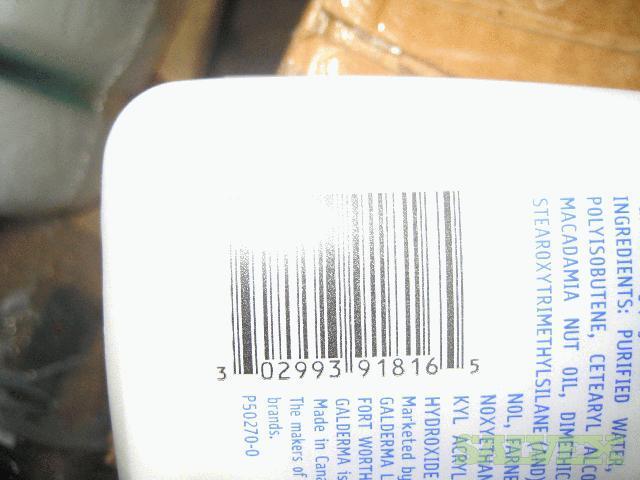 3 02993 91816 5
INGREDIENTS: PURIFIED WATER,
POLYISOBUTENE, CETEARYL ALCO
MACADAMIA NUT OIL, DIMETHIC
STEAROXYTRIMETHYLSILANE (AND)
NOL, FARNE
NOXYETHAN
KYL ACRYL
HYDROXIDE
Marketed by
GALDERMA L
FORT WORTH
GALDERMA is
Made in Cana
The makers of
brands.
P50270-0